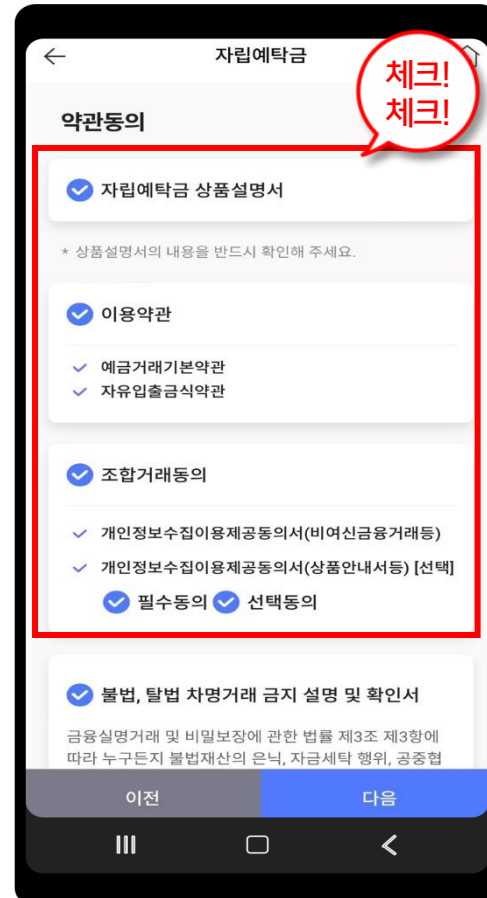 자립예탁금
체크!
체크!
약관동의
자립예탁금 상품설명서
* 상품설명서의 내용을 반드시 확인해 주세요.
이용약관
예금거래기본약관
자유입출금식약관
조합거래동의
개인정보수집이용제공동의서(비여신금융거래등)
개인정보수집이용제공동의서(상품안내서등) [선택]
필수동의 선택동의
불법, 탈법 차명거래 금지 설명 및 확인서
금융실명거래 및 비밀보장에 관한 법률 제3조 제3항에
따라 누구든지 불법재산의 은닉, 자금세탁 행위, 공중협
이전 다음